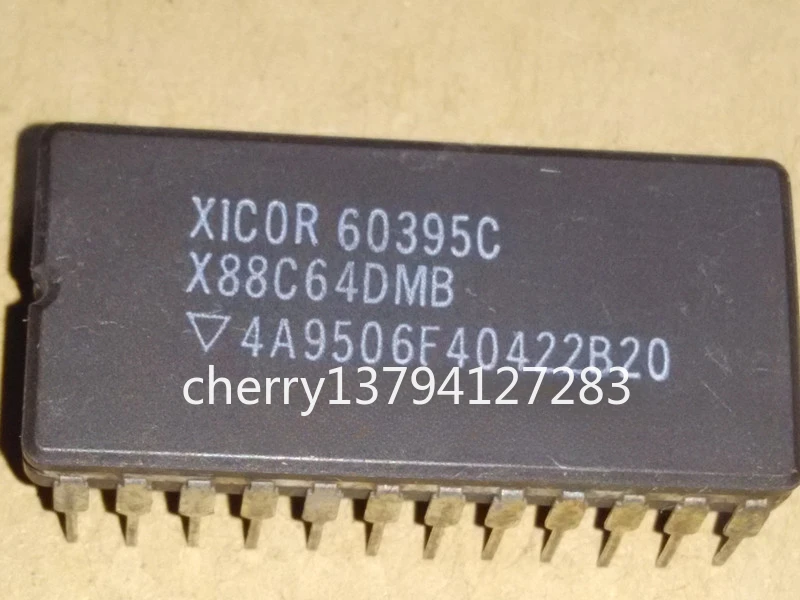 XICOR 60395C
X88C64DMB
▽4A9506F40422B20
cherry13794127283